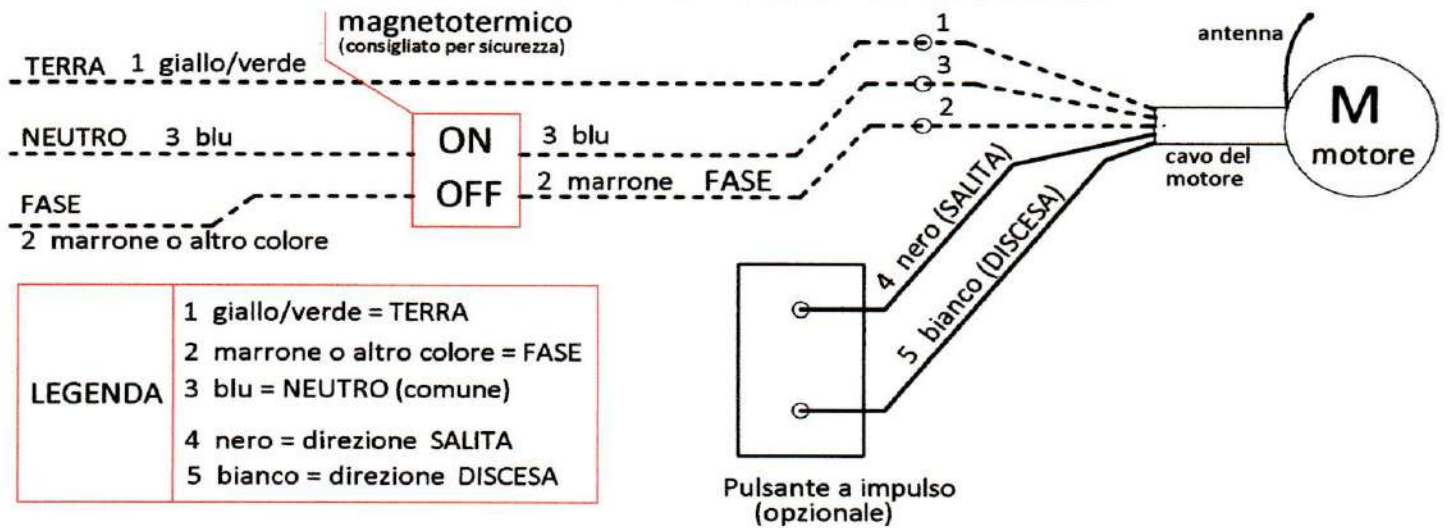 magnetotermico
(consigliato per sicurezza)
TERRA 1 giallo/verde
NEUTRO 3 blu
FASE
2 marrone o altro colore
ON
OFF
3 blu
2 marrone FASE
1
3
2
antenna
M
motore
cavo del
motore
4 nero (SALITA)
5 bianco (DISCESA)
Pulsante a impulso
(opzionale)
LEGENDA
1 giallo/verde = TERRA
2 marrone o altro colore = FASE
3 blu = NEUTRO (comune)
4 nero = direzione SALITA
5 bianco = direzione DISCESA